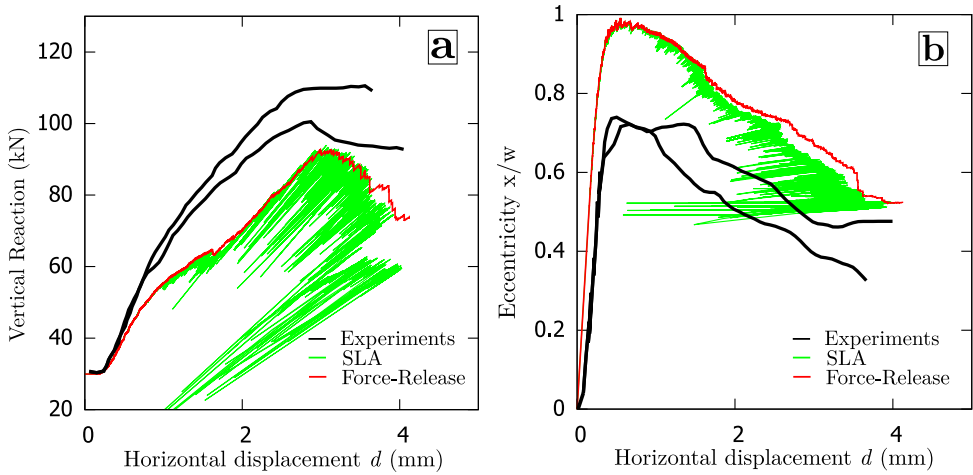 a
Vertical Reaction (kN)
120
100
80
60
40
20
0
2
4
Experiments
SLA
Force-Release
Horizontal displacement d (mm)
b
Eccentricity x/w
1
0.8
0.6
0.4
0.2
0
0
2
4
Experiments
SLA
Force-Release
Horizontal displacement d (mm)